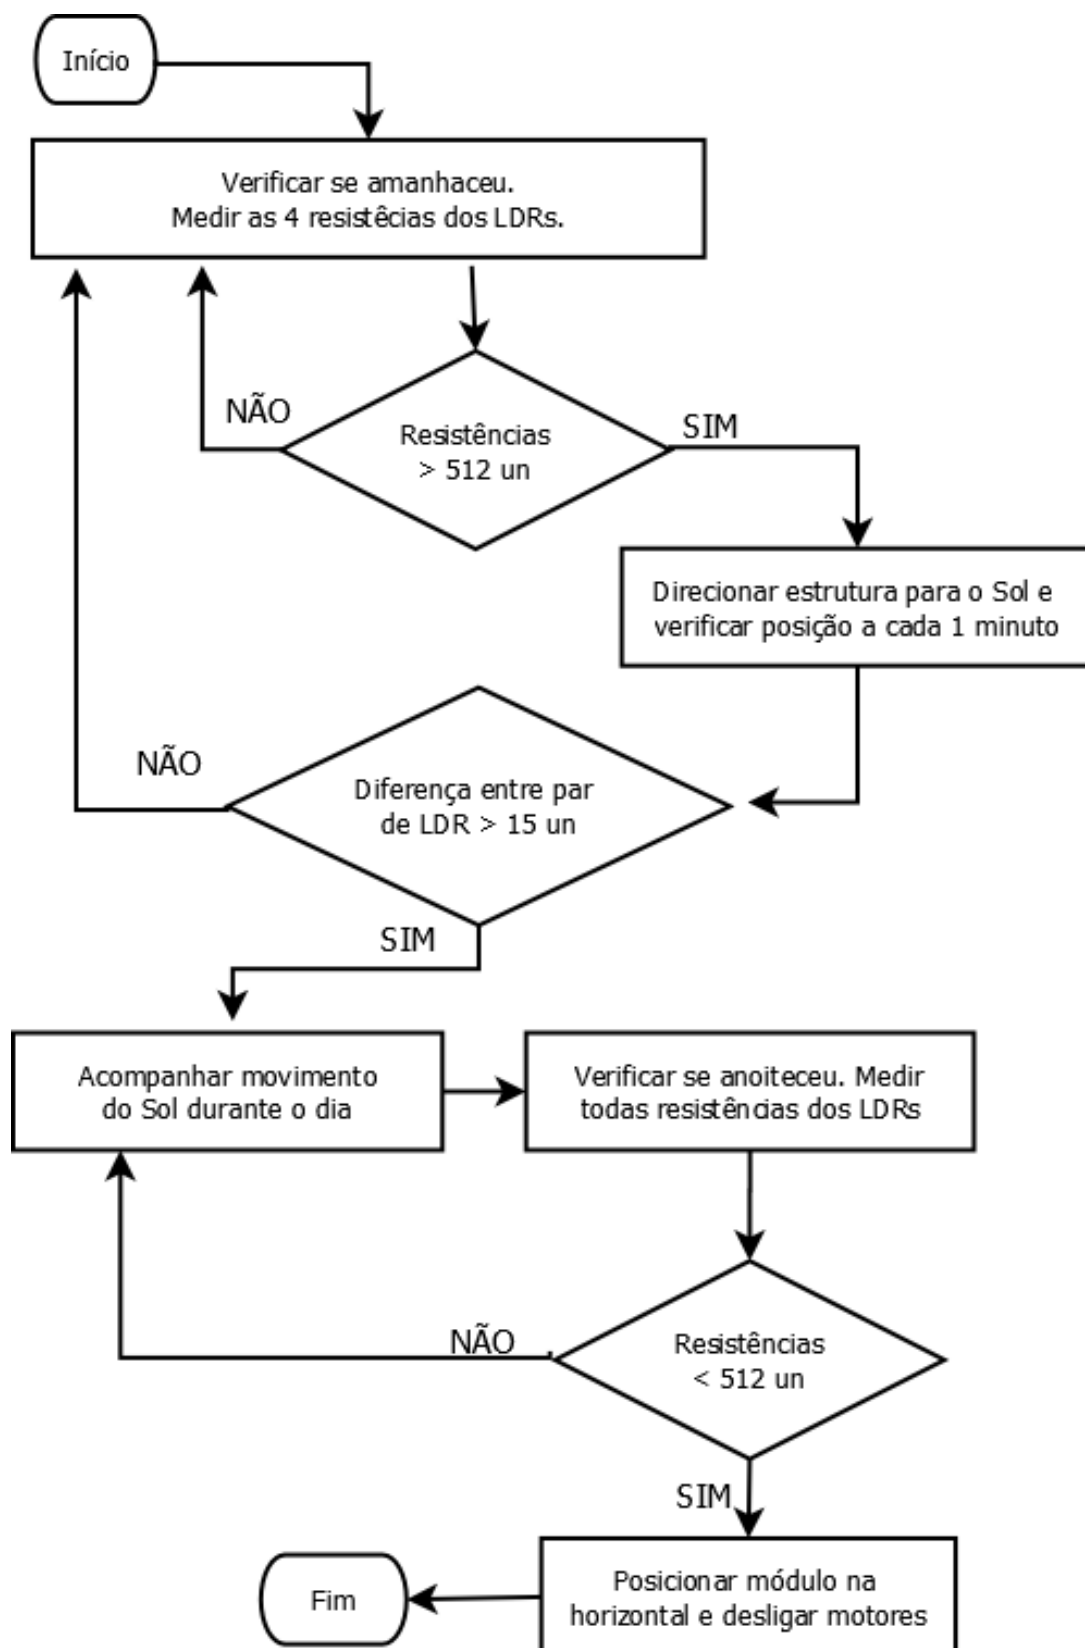 Início
Verificar se amanhaceu.
Medir as 4 resistêcias dos LDRs.
NÃO
Resistências
> 512 un
SIM
Direcionar estrutura para o Sol e
verificar posição a cada 1 minuto
NÃO
Diferença entre par
de LDR > 15 un
SIM
Acompanhar movimento
do Sol durante o dia
Verificar se anoiteceu. Medir
todas resistências dos LDRs
NÃO
Resistências
< 512 un
SIM
Posicionar módulo na
horizontal e desligar motores
Fim